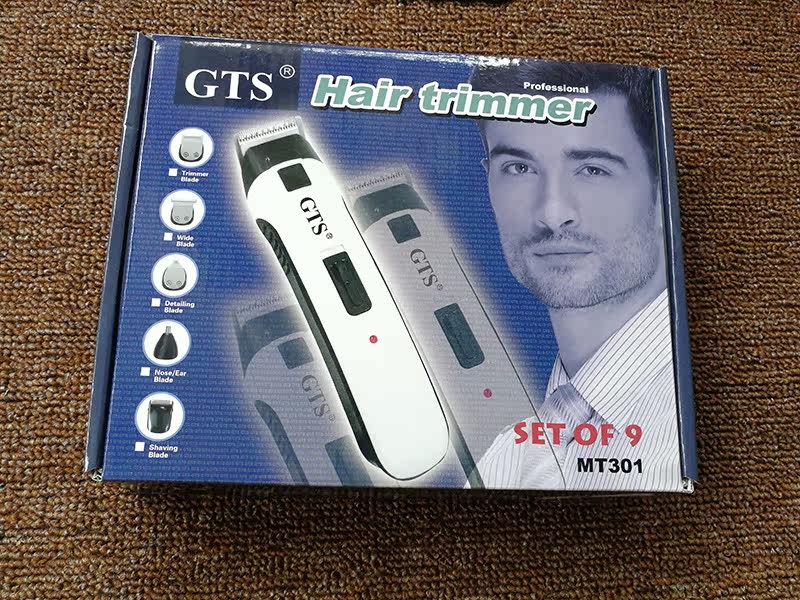 GTS®
Professional
Hair trimmer
Trimmer
Blade
Wide
Blade
Detailing
Blade
Nose/Ear
Blade
Shaving
Blade
GTS®
GTS®
GTS®
SET OF 9
MT301